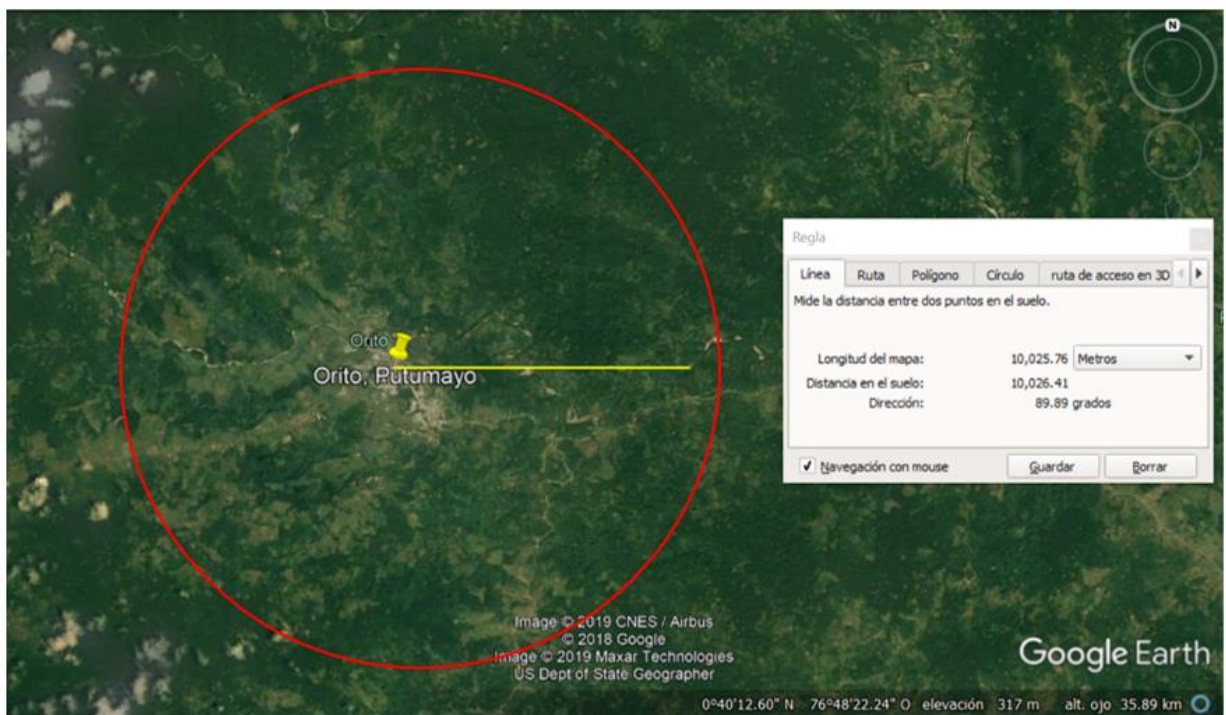 N
Regla
Línea Ruta Polígono Círculo ruta de acceso en 3D
Mide la distancia entre dos puntos en el suelo.
Longitud del mapa: 10,025.76 Metros
Distancia en el suelo: 10,026.41
Dirección: 89.89 grados
Navegación con mouse Guardar Borrar
Orito
Orito, Putumayo
Image © 2019 CNES / Airbus
© 2018 Google
Image © 2019 Maxar Technologies
US Dept of State Geographer
Google Earth
0°40'12.60" N 76°48'22.24" O elevación 317 m alt. ojo 35.89 km